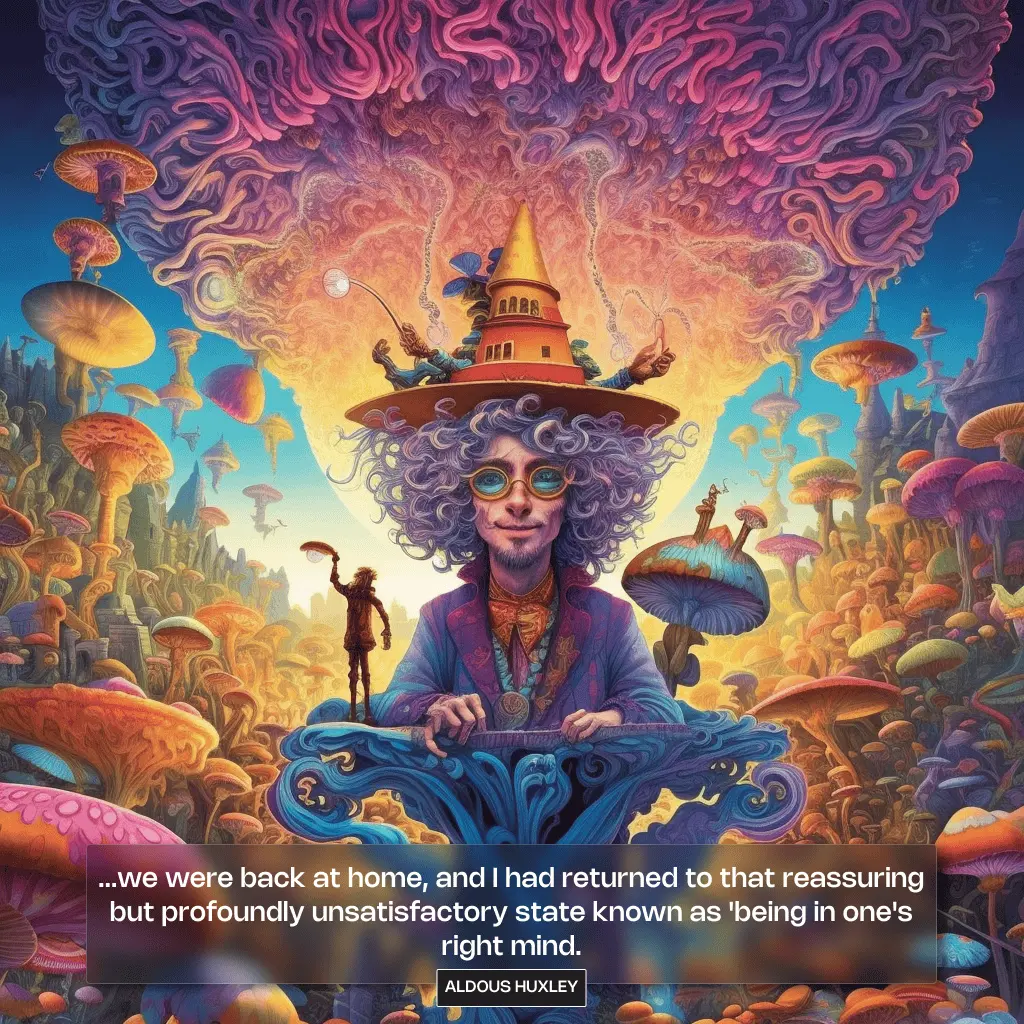 ...we were back at home, and I had returned to that reassuring
but profoundly unsatisfactory state known as 'being in one's
right mind.
ALDOUS HUXLEY